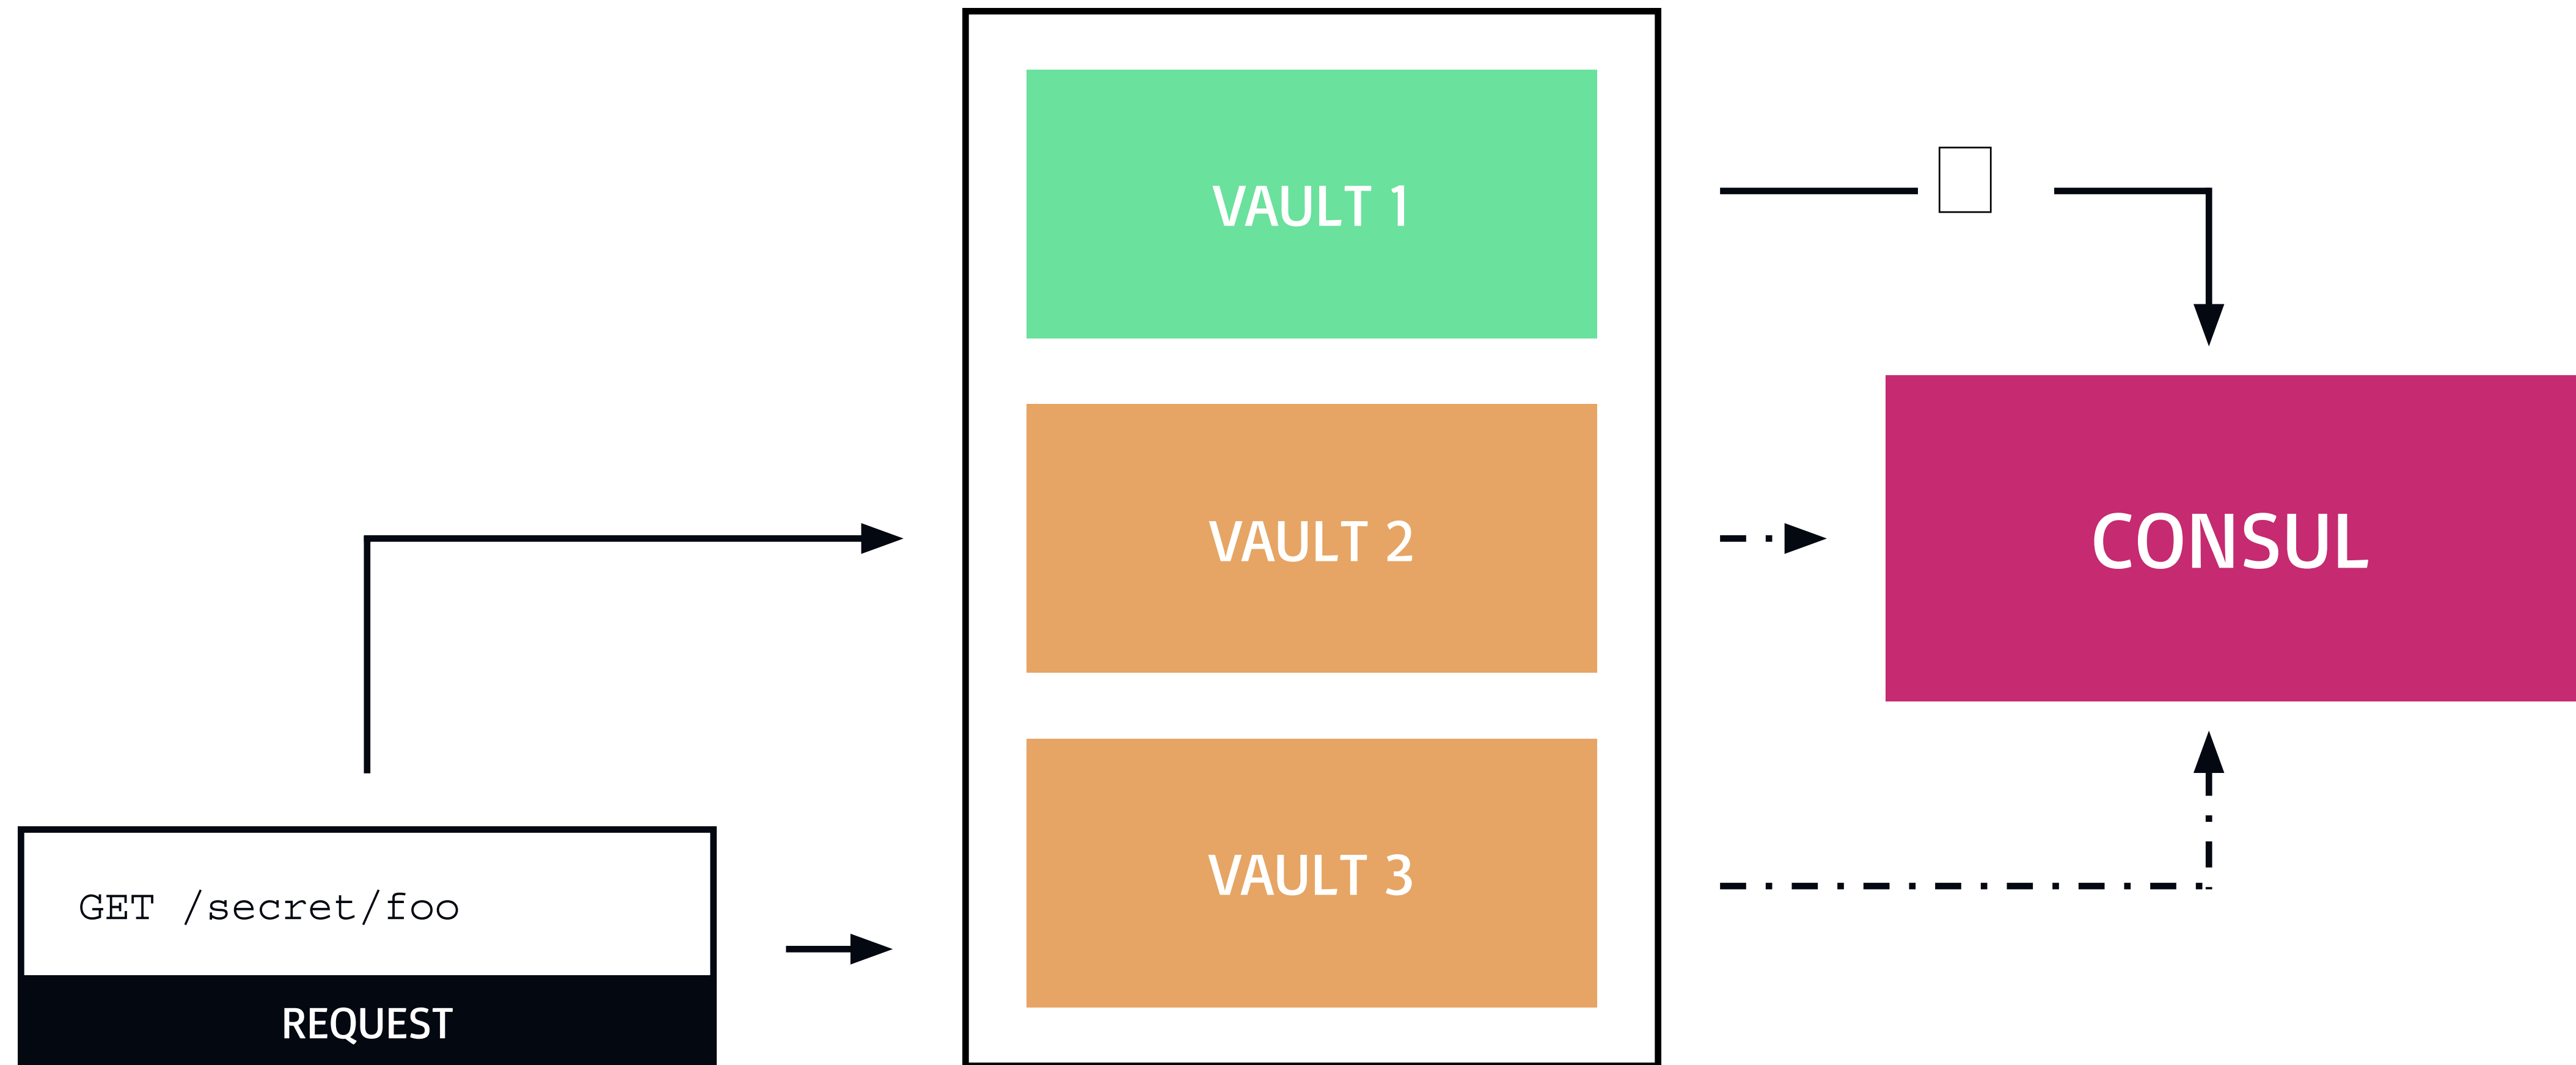 VAULT 1
VAULT 2
CONSUL
VAULT 3
GET /secret/foo
REQUEST